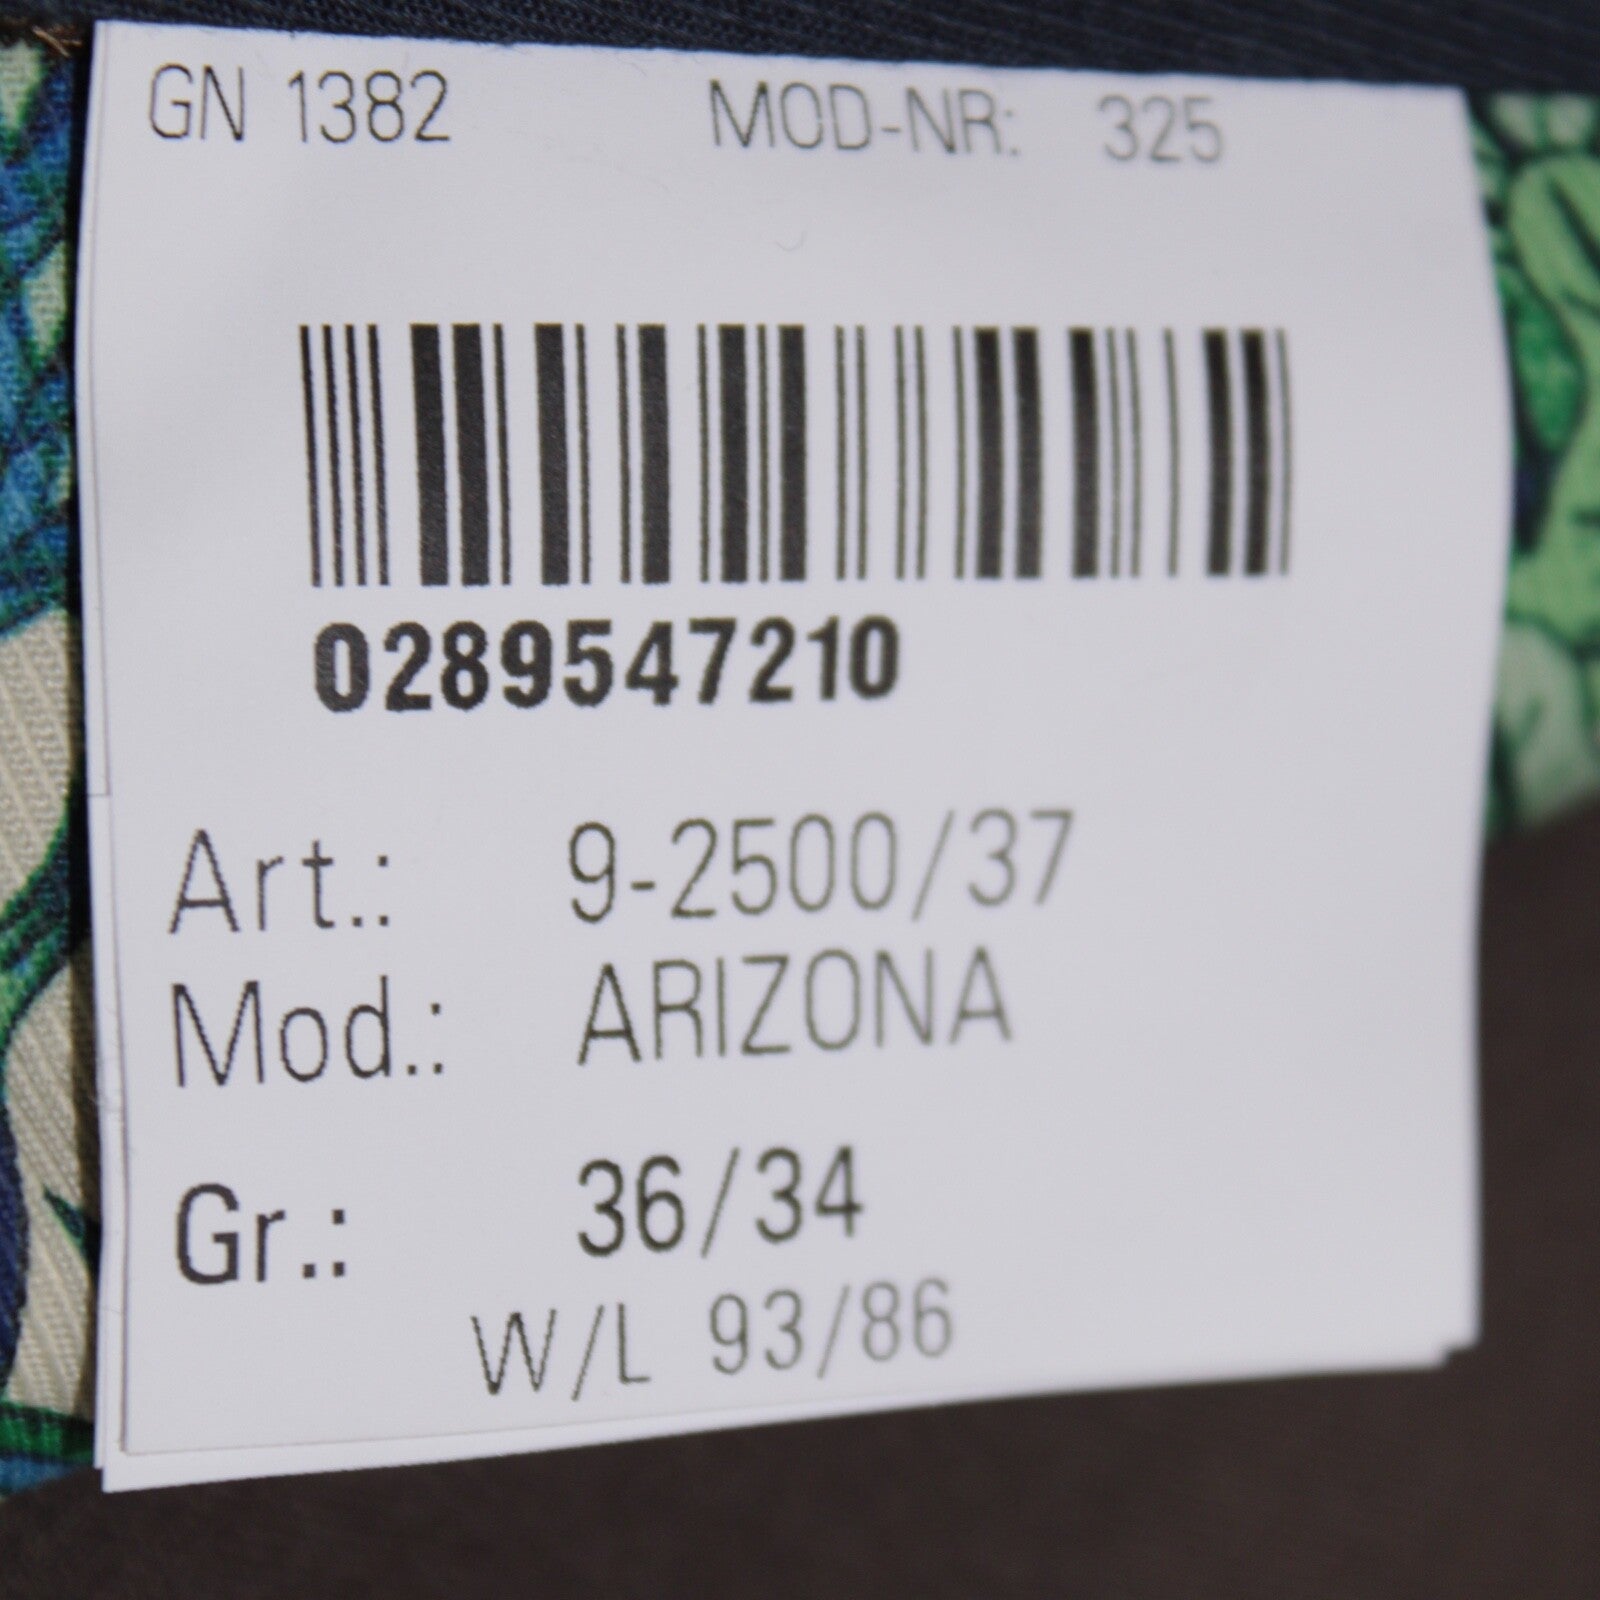 GN 1382 MOD-NR: 325
0289547210
Art.: 9-2500/37
Mod.: ARIZONA
Gr.: 36/34
W/L 93/86